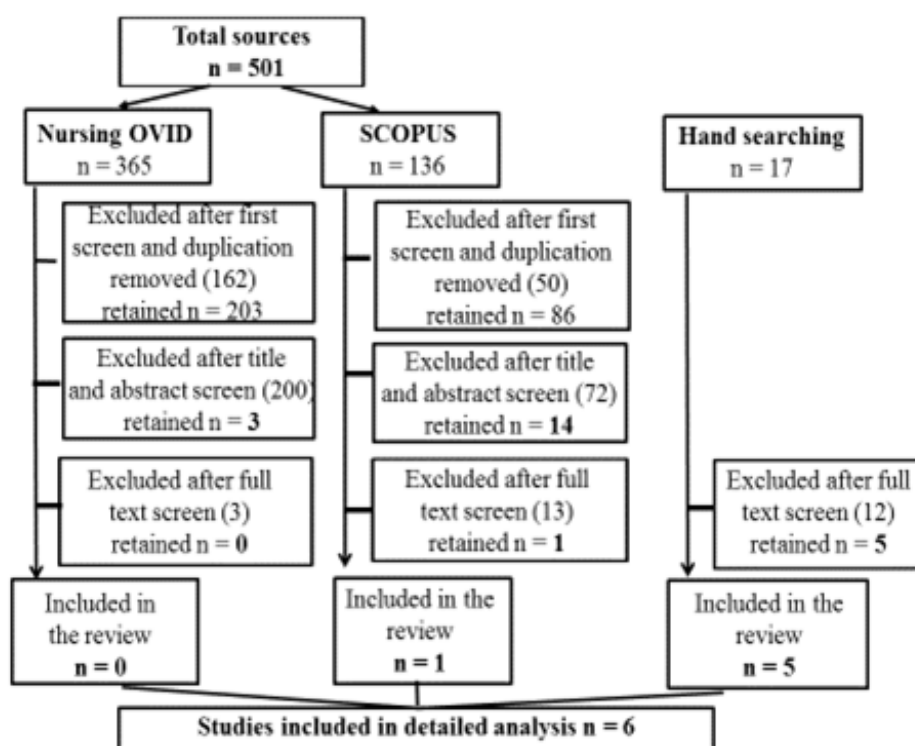 Total sources
n = 501
Nursing OVID
n = 365
SCOPUS
n = 136
Hand searching
n = 17
Excluded after first
screen and duplication
removed (162)
retained n = 203
Excluded after first
screen and duplication
removed (50)
retained n = 86
Excluded after title
and abstract screen (200)
retained n = 3
Excluded after title
and abstract screen (72)
retained n = 14
Excluded after full
text screen (3)
retained n = 0
Excluded after full
text screen (13)
retained n = 1
Excluded after full
text screen (12)
retained n = 5
Included in
the review
n = 0
Included in the
review
n = 1
Included in the
review
n = 5
Studies included in detailed analysis n = 6